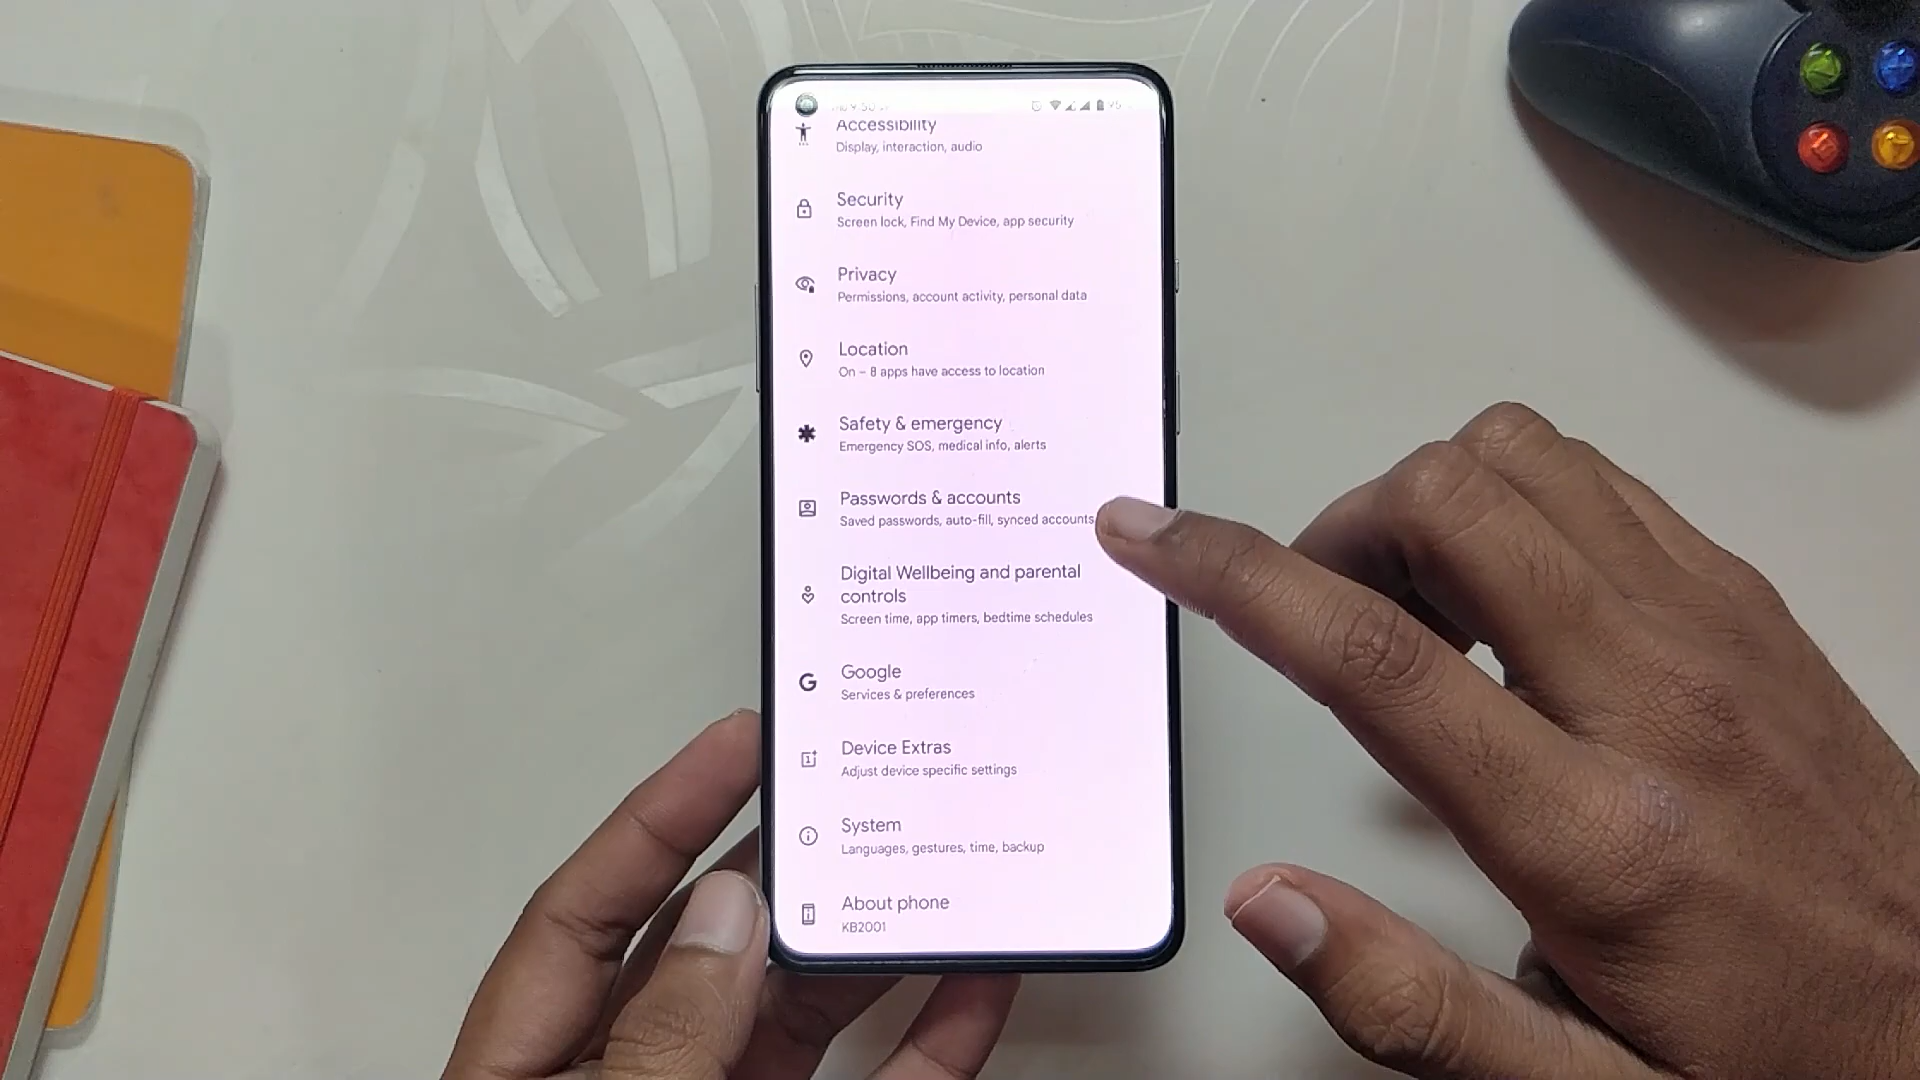 Accessibility
Display, interaction, audio
Security
Screen lock, Find My Device, app security
Privacy
Permissions, account activity, personal data
Location
On – 8 apps have access to location
Safety & emergency
Emergency SOS, medical info, alerts
Passwords & accounts
Saved passwords, auto-fill, synced accounts
Digital Wellbeing and parental
controls
Screen time, app timers, bedtime schedules
Google
Services & preferences
Device Extras
Adjust device specific settings
System
Languages, gestures, time, backup
About phone
KB2001